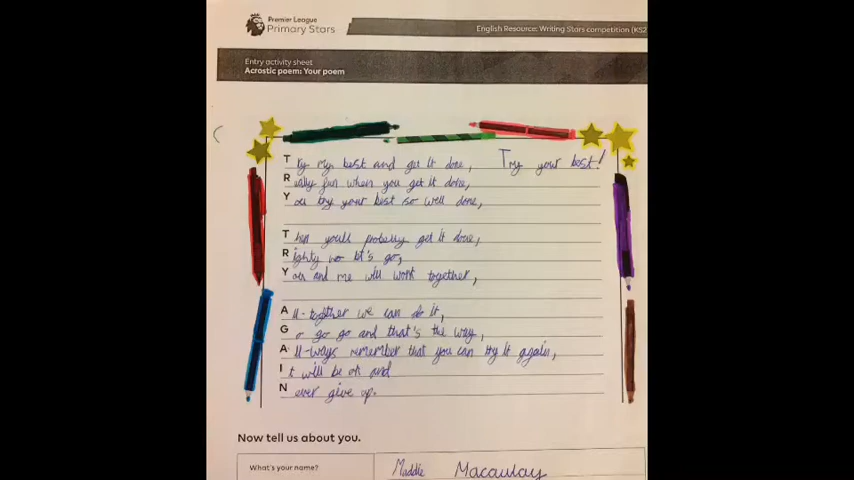 Premier League
Primary Stars
English Resource: Writing Stars competition (KS2
Entry activity sheet
Acrostic poem: Your poem
Try your best!
Try my best and get it done,
Really fun when you get it done,
You try your best so well done,
Then youll probably get it done,
Righty ho let's go,
You and me will work together,
All-together we can do it,
Go go go and that's the way,
All-ways remember that you can try it again,
It will be ok and
Never give up.
Now tell us about you.
What's your name?
Maddie Macaulay